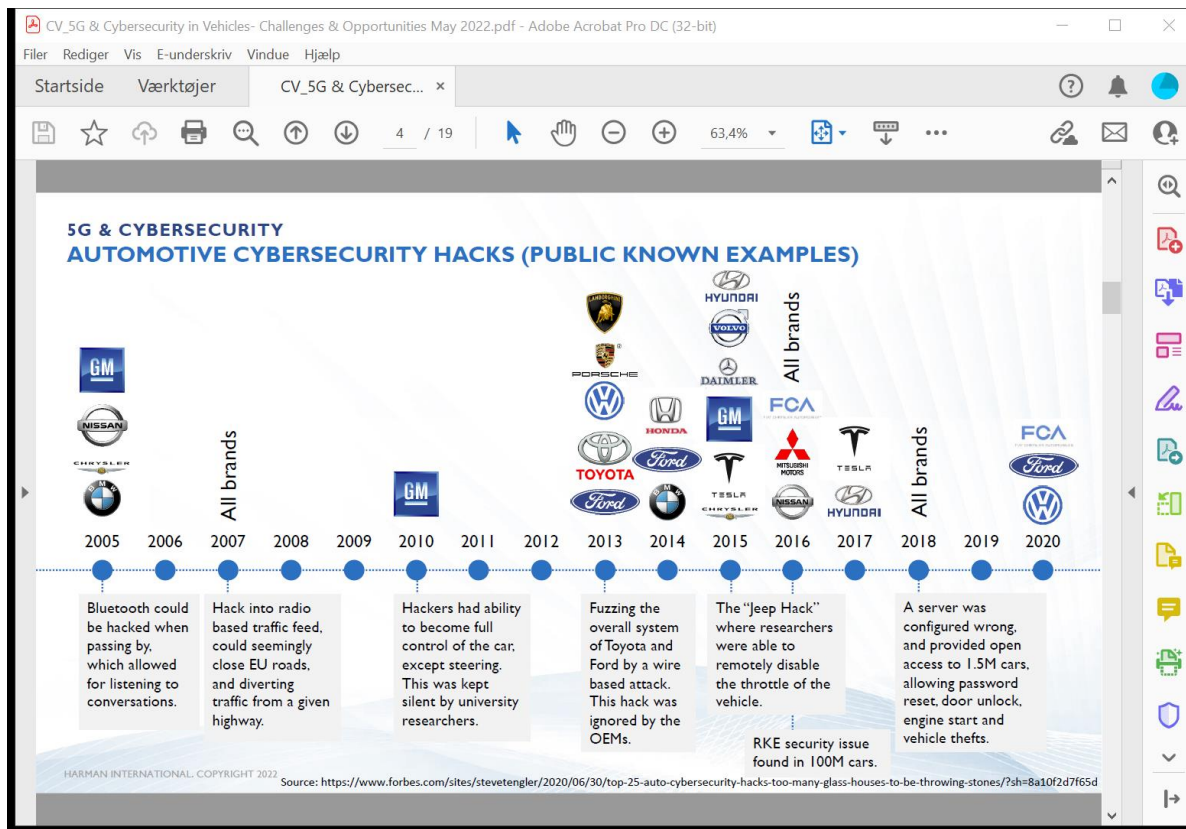 CV_5G & Cybersecurity in Vehicles- Challenges & Opportunities May 2022.pdf - Adobe Acrobat Pro DC (32-bit)
Filer Rediger Vis E-underskriv Vindue Hjælp
Startside Værktøjer CV_5G & Cybersec... ×
4 / 19 63,4%
5G & CYBERSECURITY
AUTOMOTIVE CYBERSECURITY HACKS (PUBLIC KNOWN EXAMPLES)
GM
NISSAN
CHRYSLER
BMW
All brands
GM
LAMBORGHINI
PORSCHE
TOYOTA
Ford
HONDA
Ford
BMW
HYUNDAI
VOLVO
DAIMLER
GM
TESLA
CHRYSLER
All brands
FCA
MITSUBISHI
MOTORS
NISSAN
TESLA
HYUNDAI
All brands
FCA
Ford
2005 2006 2007 2008 2009 2010 2011 2012 2013 2014 2015 2016 2017 2018 2019 2020
Bluetooth could
be hacked when
passing by,
which allowed
for listening to
conversations.
Hack into radio
based traffic feed,
could seemingly
close EU roads,
and diverting
traffic from a given
highway.
Hackers had ability
to become full
control of the car,
except steering.
This was kept
silent by university
researchers.
Fuzzing the
overall system
of Toyota and
Ford by a wire
based attack.
This hack was
ignored by the
OEMs.
The “Jeep Hack”
where researchers
were able to
remotely disable
the throttle of the
vehicle.
RKE security issue
found in 100M cars.
A server was
configured wrong,
and provided open
access to 1.5M cars,
allowing password
reset, door unlock,
engine start and
vehicle thefts.
HARMAN INTERNATIONAL. COPYRIGHT 2022
Source: https://www.forbes.com/sites/stevetengler/2020/06/30/top-25-auto-cybersecurity-hacks-too-many-glass-houses-to-be-throwing-stones/?sh=8a10f2d7f65d